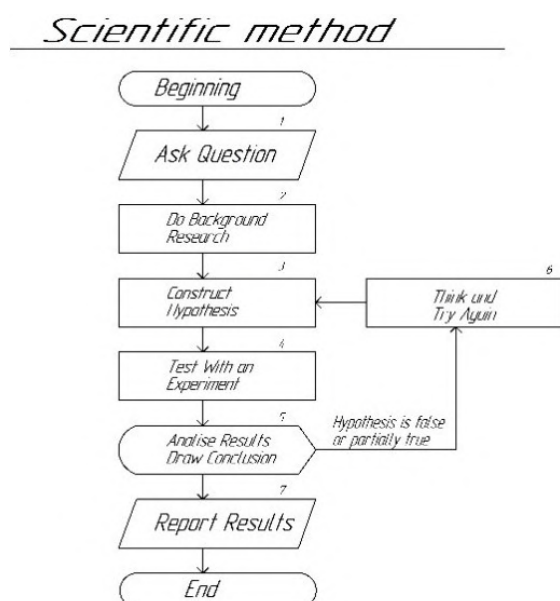 Scientific method
Beginning
1
Ask Question
2
Do Background
Research
3
Construct
Hypothesis
6
Think and
Try Again
4
Test With an
Experiment
5
Analise Results
Draw Conclusion
Hypothesis is false
or partially true
7
Report Results
End